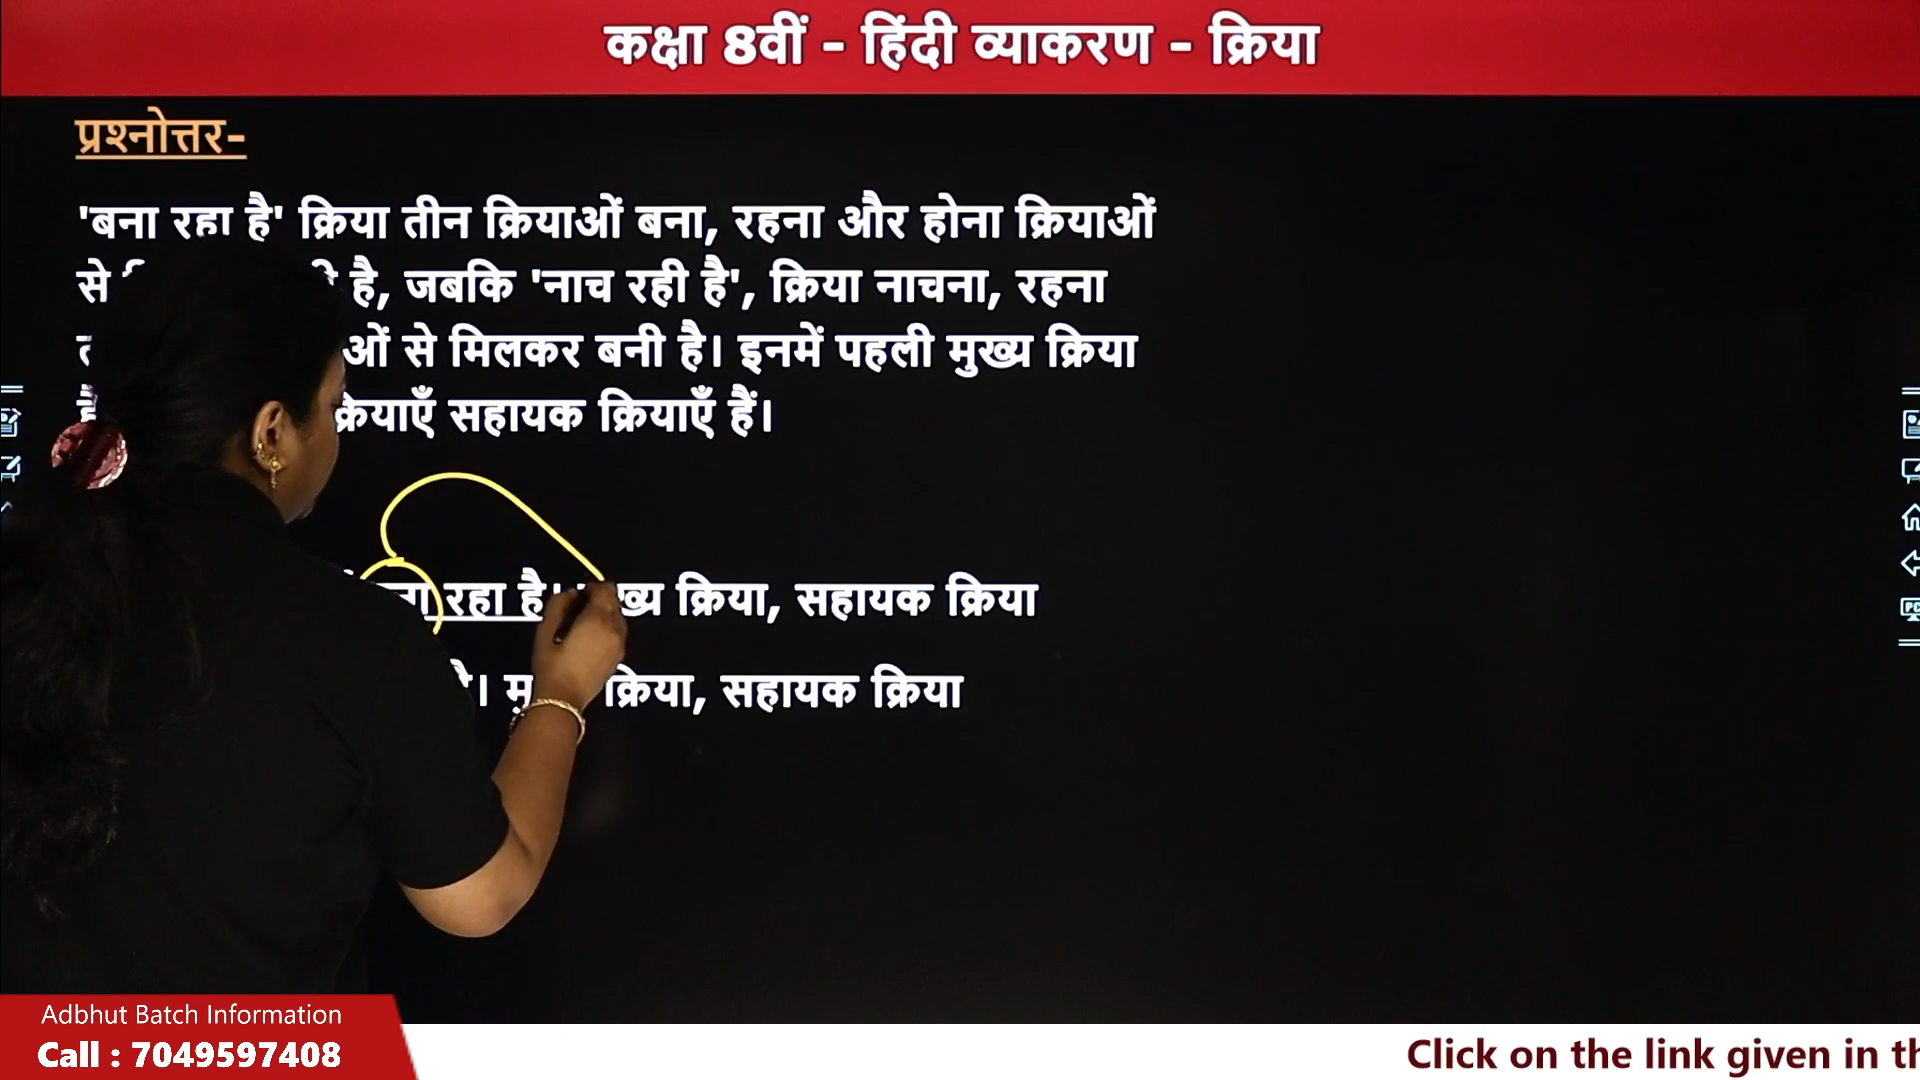 कक्षा 8वीं - हिंदी व्याकरण - क्रिया
प्रश्नोत्तर-
'बना रहा है' क्रिया तीन क्रियाओं बना, रहना और होना क्रियाओं
से है, जबकि 'नाच रही है', क्रिया नाचना, रहना
से मिलकर बनी है। इनमें पहली मुख्य क्रिया
क्रियाएँ सहायक क्रियाएँ हैं।
रहा है। क्रिया, सहायक क्रिया
क्रिया, सहायक क्रिया
Adbhut Batch Information
Call : 7049597408
Click on the link given in